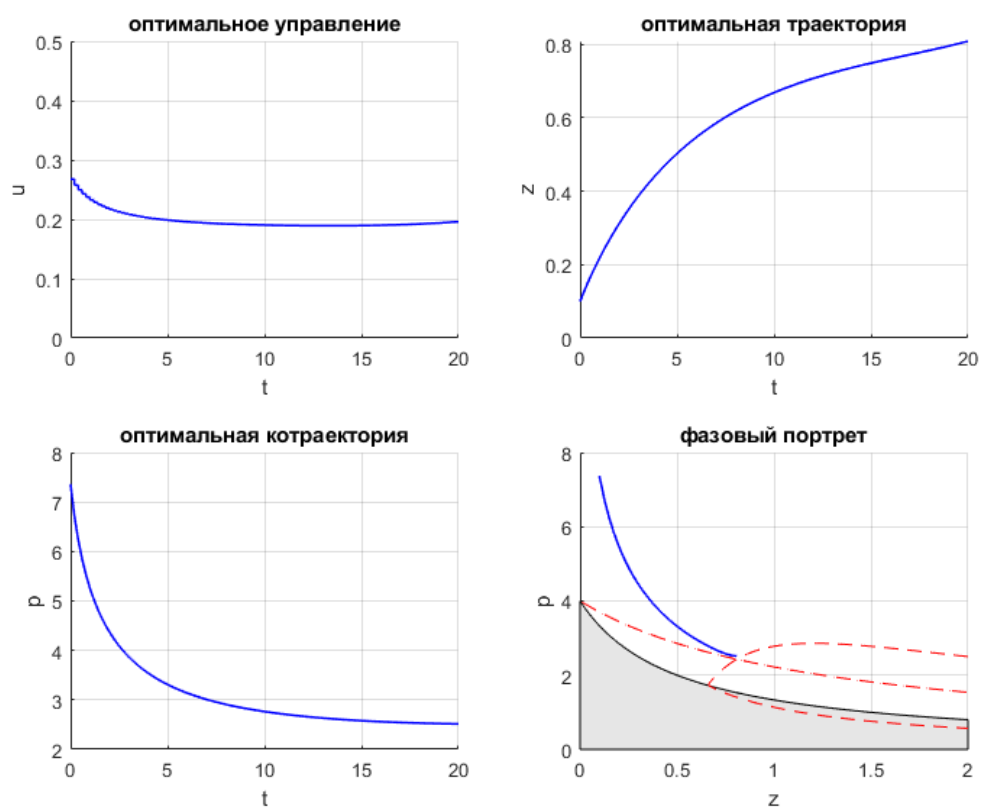 оптимальное управление
0.5
0.4
0.3
0.2
0.1
0
u
0 5 10 15 20
t
оптимальная траектория
0.8
0.6
0.4
0.2
0
z
0 5 10 15 20
t
оптимальная котраектория
8
7
6
5
4
3
2
p
0 5 10 15 20
t
фазовый портрет
8
6
4
2
0
p
0 0.5 1 1.5 2
z